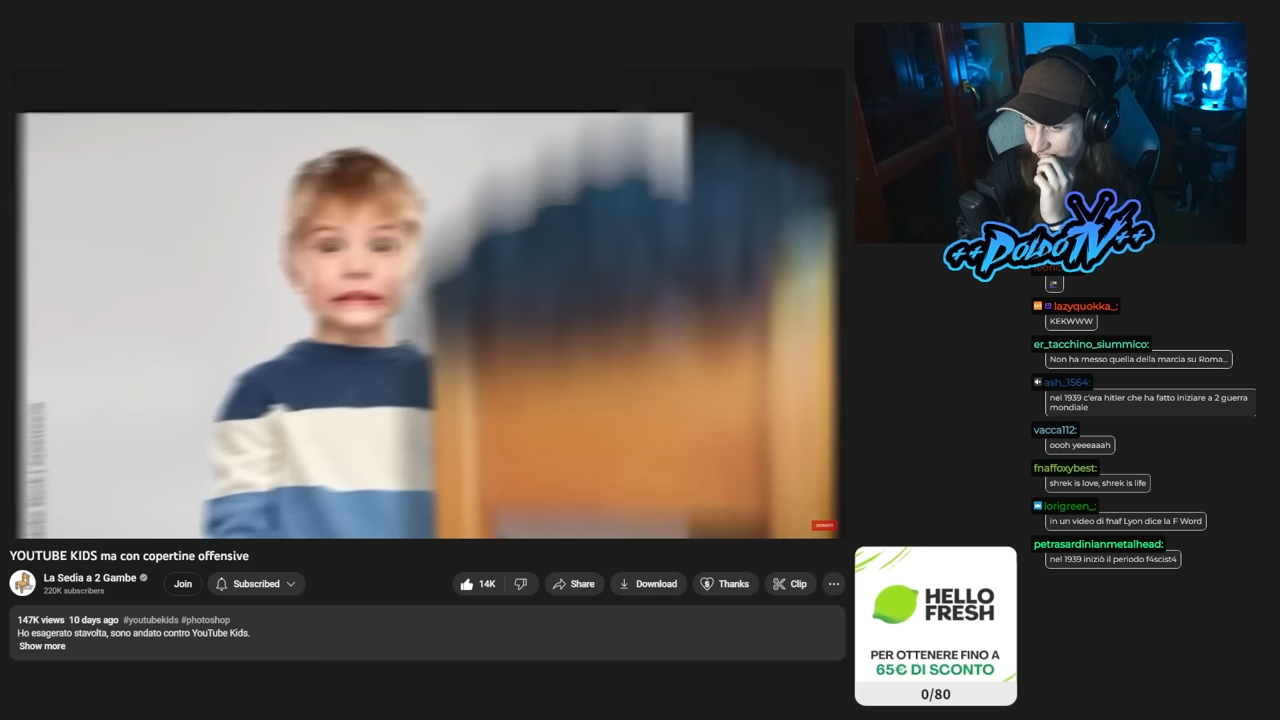 ++POLDOTV++
lazyquokka_:
KEKWWW
er_tacchino_siummico:
Non ha messo quella della marcia su Roma...
ash_1564:
nel 1939 c'era hitler che ha fatto iniziare a 2 guerra
mondiale
vacca112:
oooh yeeeaaah
fnaffoxybest:
shrek is love, shrek is life
lorigreen_:
in un video di fnaf Lyon dice la F Word
petrasardinianmetalhead:
nel 1939 iniziò il periodo f4scist4
YOUTUBE KIDS ma con copertine offensive
La Sedia a 2 Gambe
220K subscribers
Join
Subscribed
14K
Share
Download
Thanks
Clip
147K views 10 days ago #youtubekids #photoshop
Ho esagerato stavolta, sono andato contro YouTube Kids.
Show more
HELLO
FRESH
PER OTTENERE FINO A
65€ DI SCONTO
0/80